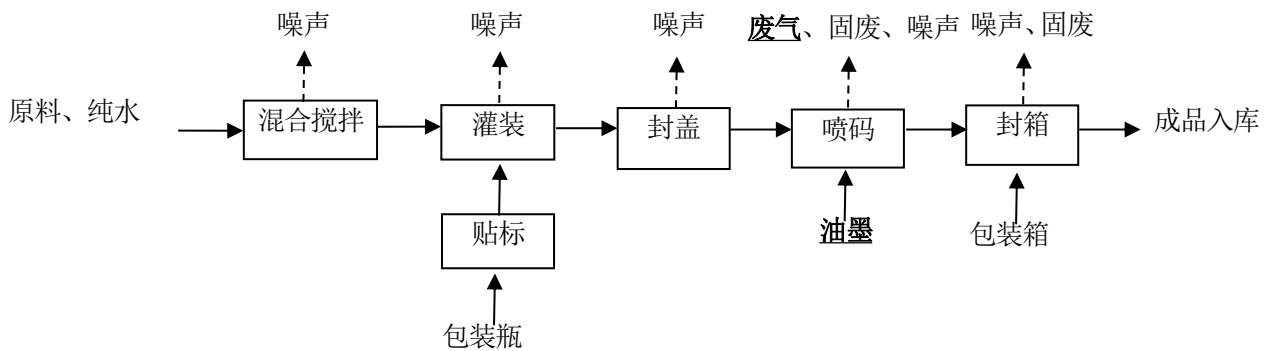 噪声
噪声
噪声
废气、固废、噪声
噪声、固废
原料、纯水
混合搅拌
灌装
封盖
喷码
封箱
成品入库
贴标
油墨
包装箱
包装瓶